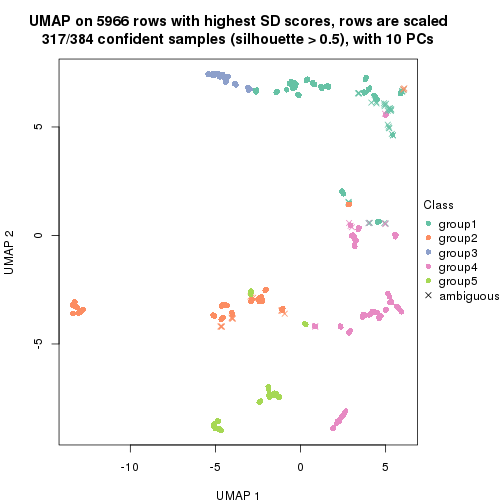 UMAP on 5966 rows with highest SD scores, rows are scaled
317/384 confident samples (silhouette > 0.5), with 10 PCs
UMAP 2
5
0
-5
-10
-5
0
5
UMAP 1
Class
group1
group2
group3
group4
group5
ambiguous